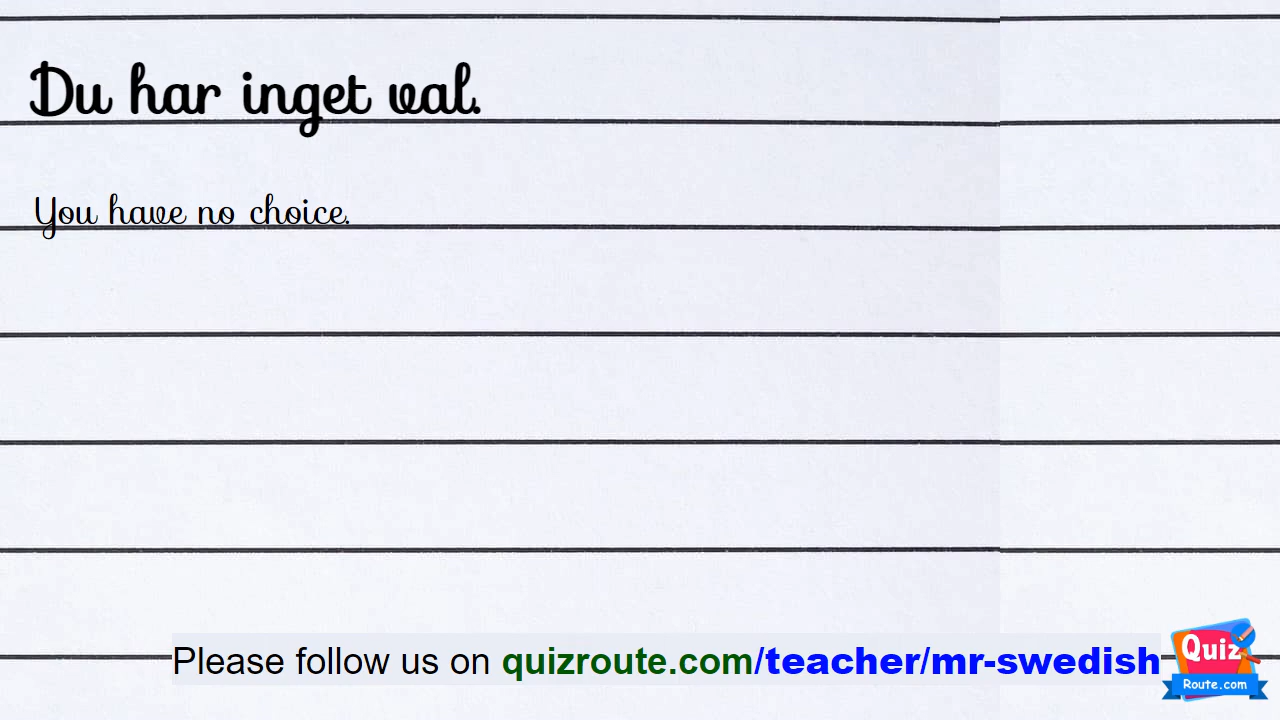 Du har inget val.
You have no choice.
Please follow us on quizroute.com/teacher/mr-swedish
Quiz
Route.com